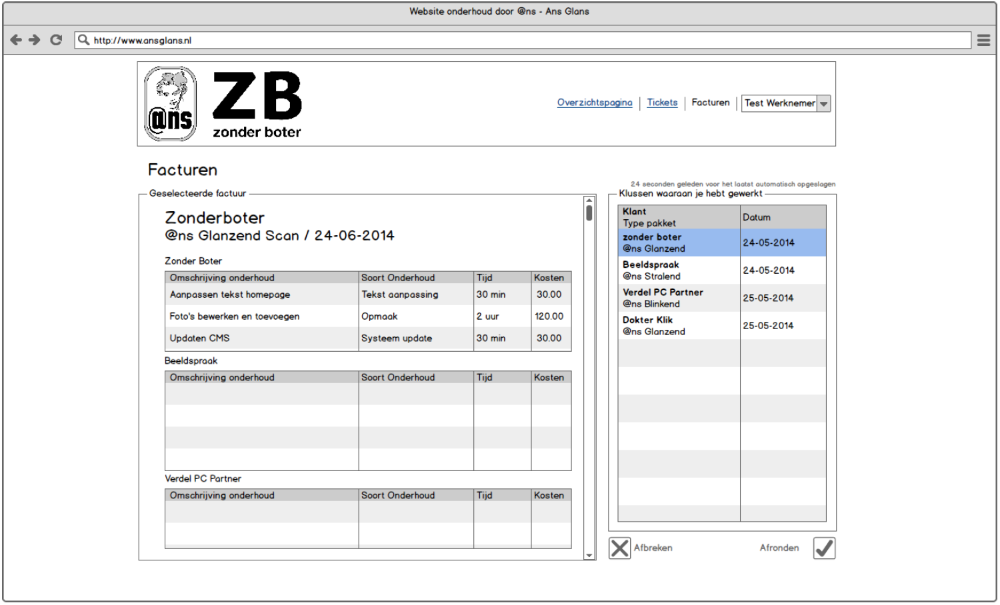 Website onderhoud door @ns - Ans Glans
http://www.ansglans.nl
@ns
ZB
zonder boter
Overzichtspagina
Tickets
Facturen
Test Werknemer
Facturen
24 seconden geleden voor het laatst automatisch opgeslagen
Geselecteerde factuur
Zonderboter
@ns Glanzend Scan / 24-06-2014
Zonder Boter
Omschrijving onderhoud Soort Onderhoud Tijd Kosten
Aanpassen tekst homepage Tekst aanpassing 30 min 30.00
Foto's bewerken en toevoegen Opmaak 2 uur 120.00
Updaten CMS Systeem update 30 min 30.00
Beeldspraak
Omschrijving onderhoud Soort Onderhoud Tijd Kosten
Verdel PC Partner
Omschrijving onderhoud Soort Onderhoud Tijd Kosten
Klussen waaraan je hebt gewerkt
Klant
Type pakket
Datum
zonder boter
@ns Glanzend
24-05-2014
Beeldspraak
@ns Stralend
24-05-2014
Verdel PC Partner
@ns Blinkend
25-05-2014
Dokter Klik
@ns Glanzend
25-05-2014
Afbreken
Afronden